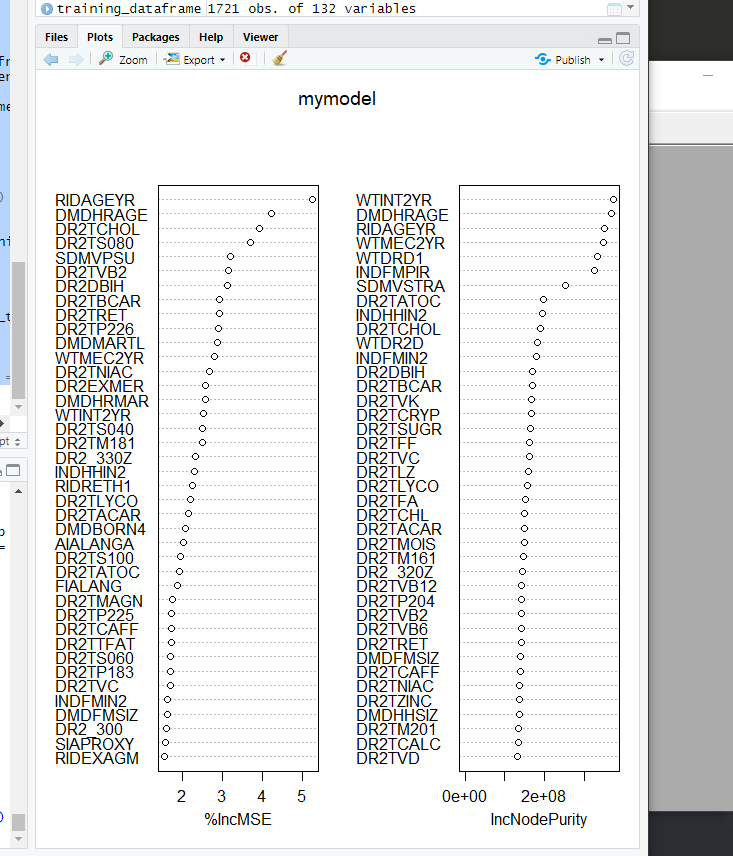 training_dataframe 1721 obs. of 132 variables
Files Plots Packages Help Viewer
Zoom Export Publish
mymodel
RIDAGEYR
DMDHRAGE
DR2TCHOL
DR2TS080
SDMVPSU
DR2TVB2
DR2DBIH
DR2TBCAR
DR2TRET
DR2TP226
DMDMARTL
WTMEC2YR
DR2TNIAC
DR2EXMER
DMDHRMAR
WTINT2YR
DR2TS040
DR2TM181
DR2_330Z
INDHHIN2
RIDRETH1
DR2TLYCO
DR2TACAR
DMDBORN4
AIALANGA
DR2TS100
DR2TATOC
FIALANG
DR2TMAGN
DR2TP225
DR2TCAFF
DR2TTFAT
DR2TS060
DR2TP183
DR2TVC
INDFMIN2
DMDFMSIZ
DR2_300
SIAPROXY
RIDEXAGM
2 3 4 5
%IncMSE
WTINT2YR
DMDHRAGE
RIDAGEYR
WTMEC2YR
WTDRD1
INDFMPIR
SDMVSTRA
DR2TATOC
INDHHIN2
DR2TCHOL
WTDR2D
INDFMIN2
DR2DBIH
DR2TBCAR
DR2TVK
DR2TCRYP
DR2TSUGR
DR2TFF
DR2TVC
DR2TLZ
DR2TLYCO
DR2TFA
DR2TCHL
DR2TACAR
DR2TMOIS
DR2TM161
DR2_320Z
DR2TVB12
DR2TP204
DR2TVB2
DR2TVB6
DR2TRET
DMDFMSIZ
DR2TCAFF
DR2TNIAC
DR2TZINC
DMDHHSIZ
DR2TM201
DR2TCALC
DR2TVD
0e+00 2e+08
IncNodePurity